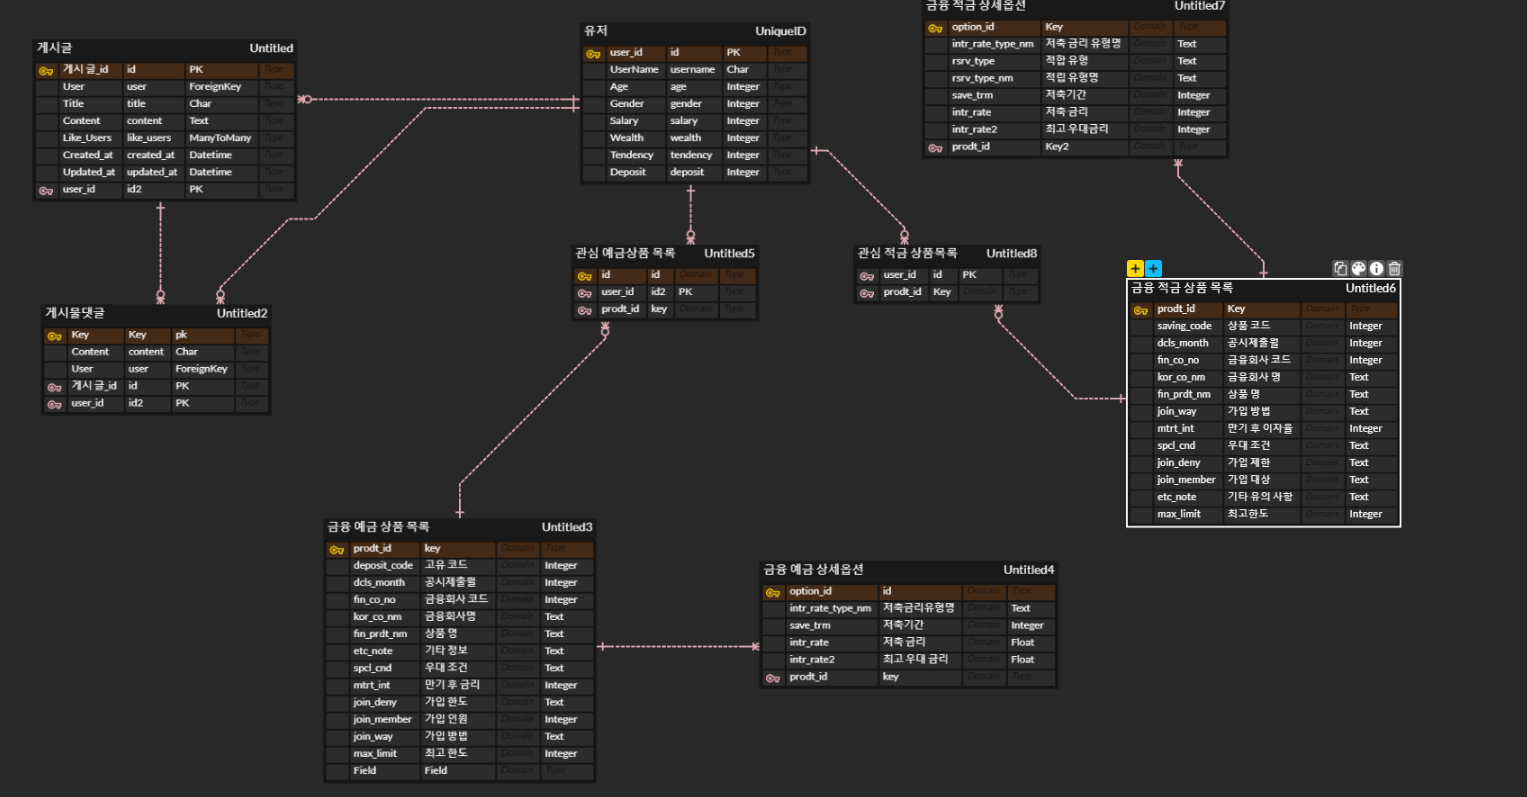 게시글 Untitled
게시 글_id id PK Type
User user ForeignKey Type
Title title Char Type
Content content Text Type
Like_Users like_users ManyToMany Type
Created_at created_at Datetime Type
Updated_at updated_at Datetime Type
user_id id2 PK Type
유저 UniqueID
user_id id PK Type
UserName username Char Type
Age age Integer Type
Gender gender Integer Type
Salary salary Integer Type
Wealth wealth Integer Type
Tendency tendency Integer Type
Deposit deposit Integer Type
금융 적금 상세옵션 Untitled7
option_id Key Domain Type
intr_rate_type_nm 저축 금리 유형명 Domain Text
rsrv_type 적합 유형 Domain Text
rsrv_type_nm 적립 유형명 Domain Text
save_trm 저축기간 Domain Integer
intr_rate 저축 금리 Domain Integer
intr_rate2 최고 우대금리 Domain Integer
prodt_id Key2 Domain Type
게시물댓글 Untitled2
Key Key pk Type
Content content Char Type
User user ForeignKey Type
게시 글_id id PK Type
user_id id2 PK Type
관심 예금상품 목록 Untitled5
id id Domain Type
user_id id2 PK Type
prodt_id key Domain Type
관심 적금 상품목록 Untitled8
user_id id PK Type
prodt_id Key Domain Type
금융 적금 상품 목록 Untitled6
prodt_id Key Domain Type
saving_code 상품 코드 Domain Integer
dcls_month 공시제출월 Domain Integer
fin_co_no 금융회사 코드 Domain Integer
kor_co_nm 금융회사 명 Domain Text
fin_prdt_nm 상품 명 Domain Text
join_way 가입 방법 Domain Text
mtrt_int 만기 후 이자율 Domain Integer
spcl_cnd 우대 조건 Domain Text
join_deny 가입 제한 Domain Text
join_member 가입 대상 Domain Text
etc_note 기타 유의 사항 Domain Text
max_limit 최고한도 Domain Integer
금융 예금 상품 목록 Untitled3
prodt_id key Domain Type
deposit_code 고유 코드 Domain Integer
dcls_month 공시제출월 Domain Integer
fin_co_no 금융회사 코드 Domain Integer
kor_co_nm 금융회사명 Domain Text
fin_prdt_nm 상품 명 Domain Text
etc_note 기타 정보 Domain Text
spcl_cnd 우대 조건 Domain Text
mtrt_int 만기 후 금리 Domain Integer
join_deny 가입 한도 Domain Text
join_member 가입 인원 Domain Integer
join_way 가입 방법 Domain Text
max_limit 최고 한도 Domain Integer
Field Field Domain Type
금융 예금 상세옵션 Untitled4
option_id id Domain Type
intr_rate_type_nm 저축금리유형명 Domain Text
save_trm 저축기간 Domain Integer
intr_rate 저축 금리 Domain Float
intr_rate2 최고 우대 금리 Domain Float
prodt_id key Domain Type